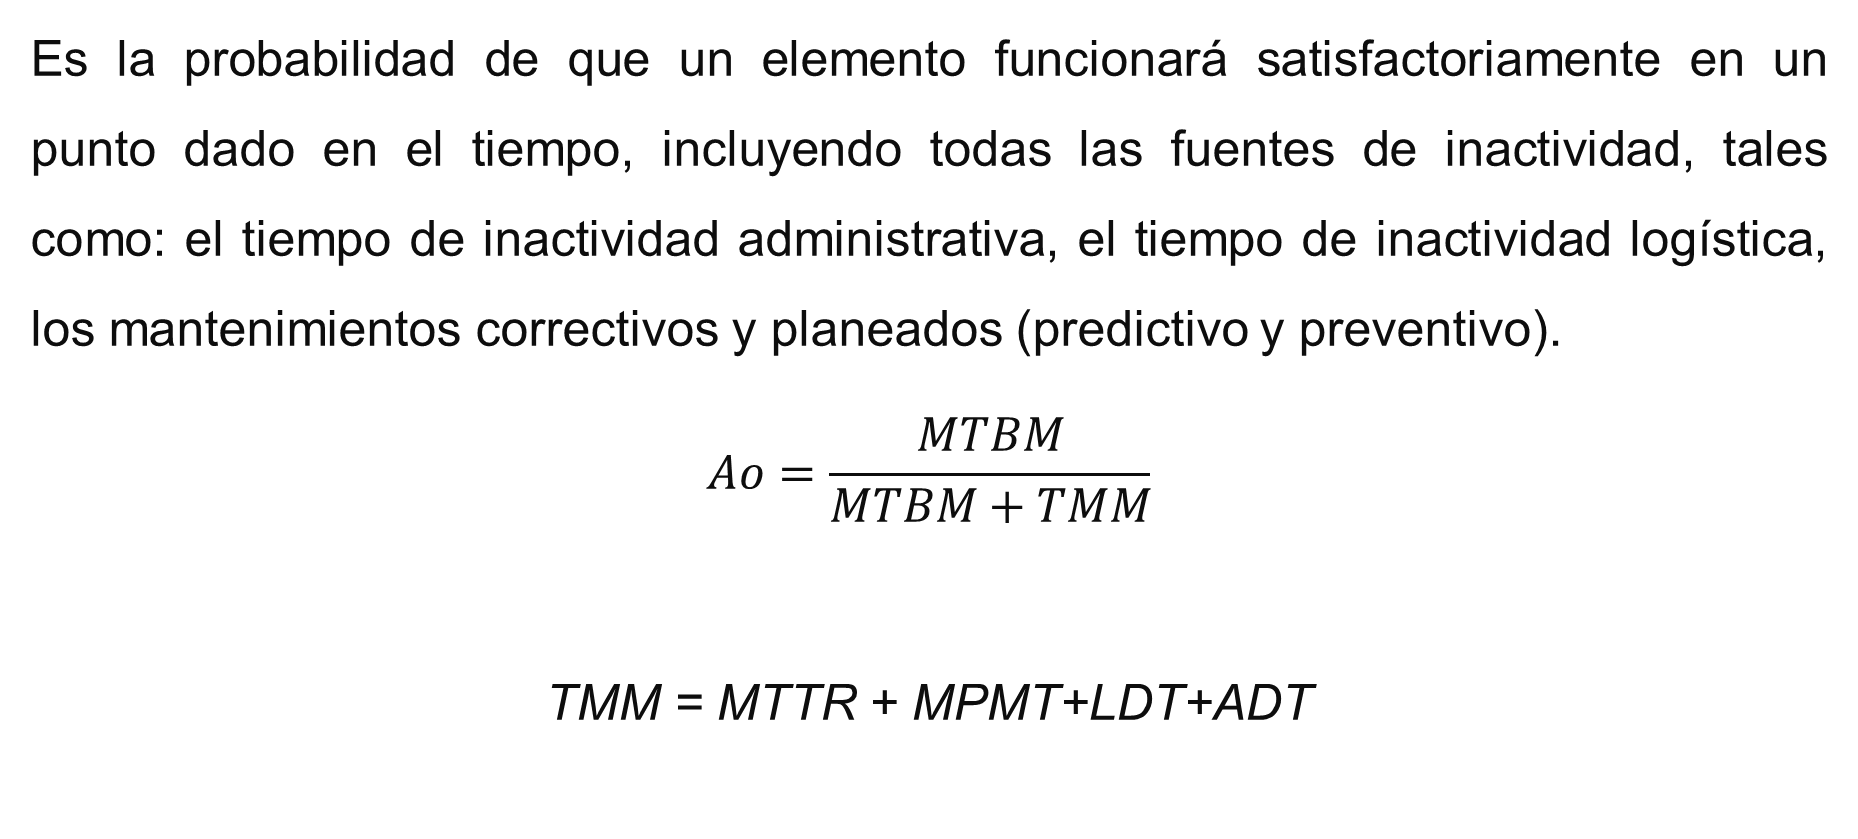 Es la probabilidad de que un elemento funcionará satisfactoriamente en un
punto dado en el tiempo, incluyendo todas las fuentes de inactividad, tales
como: el tiempo de inactividad administrativa, el tiempo de inactividad logística,
los mantenimientos correctivos y planeados (predictivo y preventivo).
MTBM
Ao =
MTBM + TMM
TMM = MTTR + MPMT+LDT+ADT